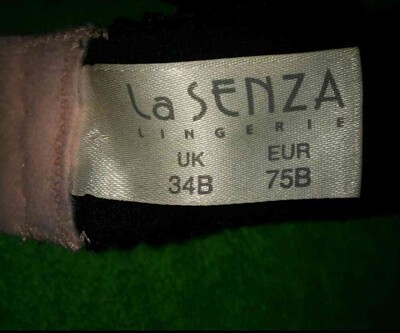 La SENZA
LINGERIE
UK EUR
34B 75B